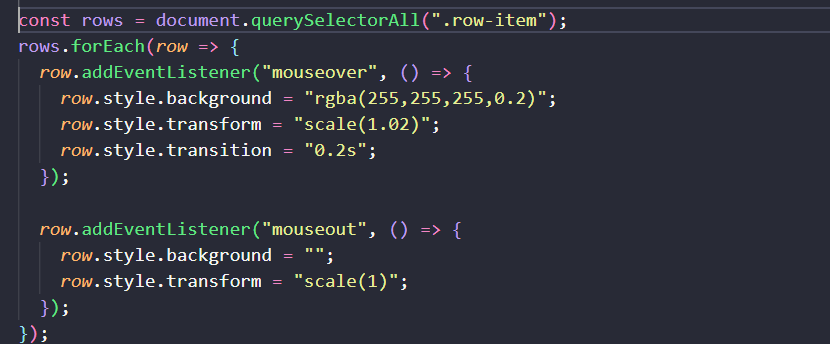 const rows = document.querySelectorAll(".row-item");
rows.forEach(row => {
  row.addEventListener("mouseover", () => {
    row.style.background = "rgba(255,255,255,0.2)";
    row.style.transform = "scale(1.02)";
    row.style.transition = "0.2s";
  });

  row.addEventListener("mouseout", () => {
    row.style.background = "";
    row.style.transform = "scale(1)";
  });
});